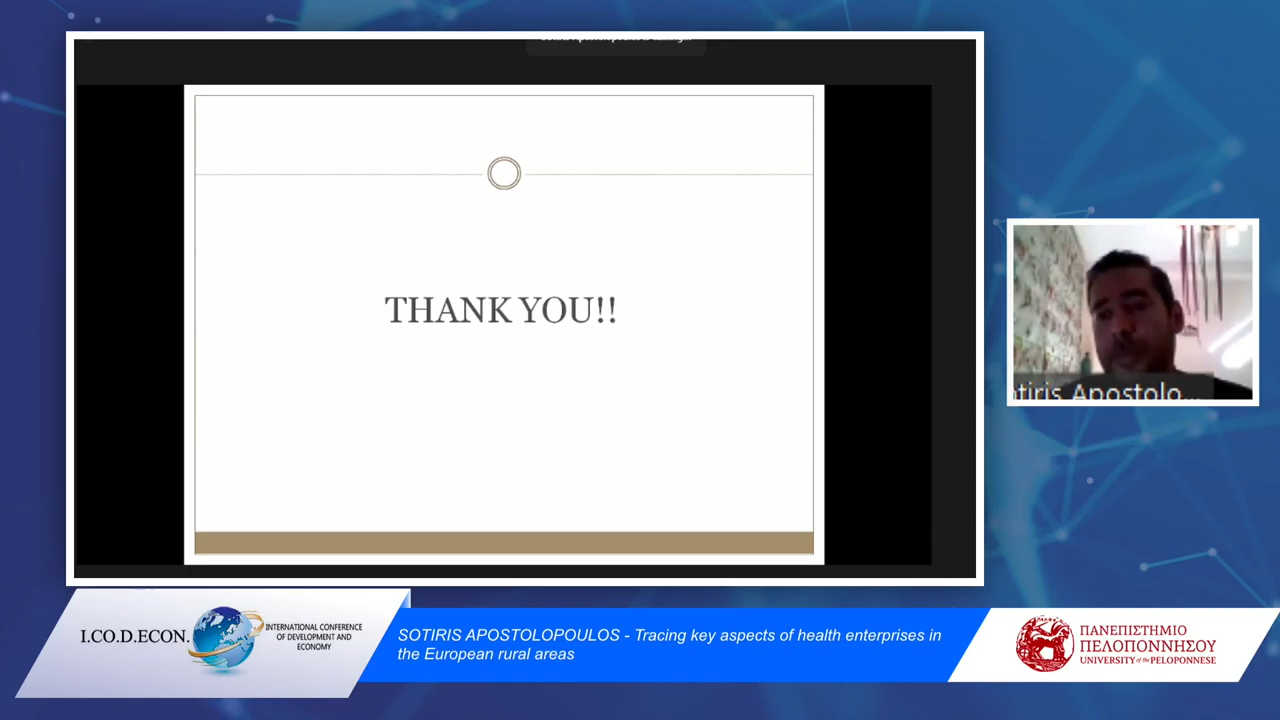 THANK YOU!!
tiris Apostolo...
I.CO.D.ECON.
INTERNATIONAL CONFERENCE
OF DEVELOPMENT AND
ECONOMY
SOTIRIS APOSTOLOPOULOS - Tracing key aspects of health enterprises in
the European rural areas
ΠΑΝΕΠΙΣΤΗΜΙΟ
ΠΕΛΟΠΟΝΝΗΣΟΥ
UNIVERSITY of the PELOPONNESE